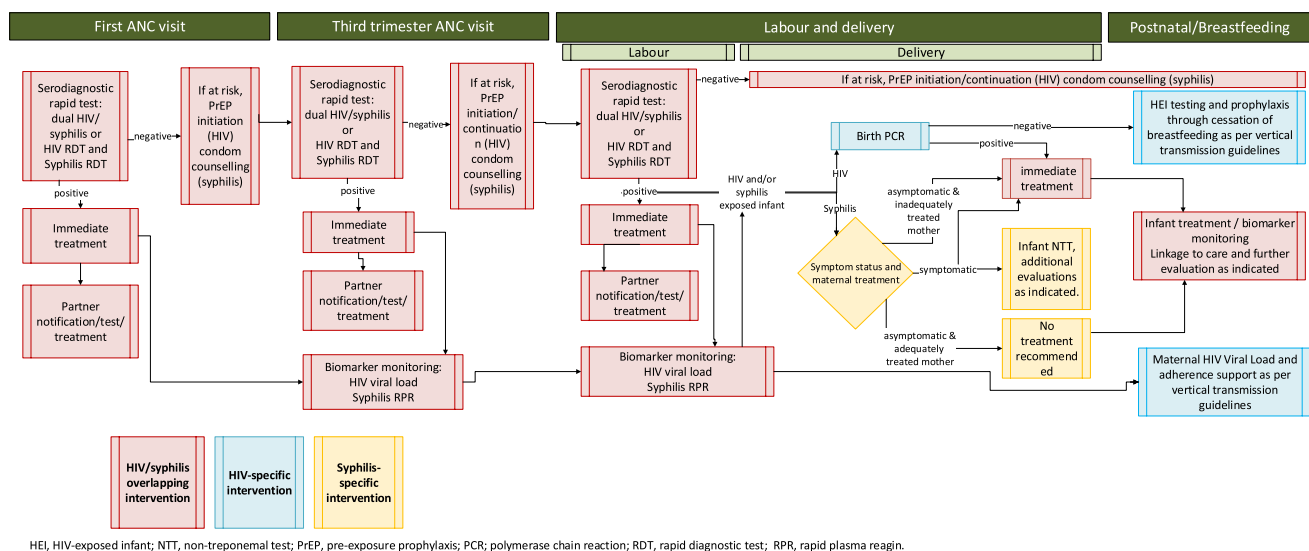 First ANC visit
Third trimester ANC visit
Labour and delivery
Postnatal/Breastfeeding
Labour
Delivery
Serodiagnostic
rapid test:
dual HIV/
syphilis or
HIV RDT and
Syphilis RDT
negative
If at risk,
PrEP
initiation
(HIV)
condom
counselling
(syphilis)
positive
Immediate
treatment
Partner
notification/test/
treatment
Serodiagnostic
rapid test:
dual HIV/syphilis
or
HIV RDT and
Syphilis RDT
negative
If at risk,
PrEP
initiation/
continuatio
n (HIV)
condom
counselling
(syphilis)
positive
Immediate
treatment
Partner
notification/test/
treatment
Biomarker monitoring:
HIV viral load
Syphilis RPR
Serodiagnostic
rapid test:
dual HIV/syphilis
or
HIV RDT and
Syphilis RDT
negative
If at risk, PrEP initiation/continuation (HIV) condom counselling (syphilis)
positive
Immediate
treatment
Partner
notification/test/
treatment
Biomarker monitoring:
HIV viral load
Syphilis RPR
HIV and/or
syphilis
exposed infant
HIV
Syphilis
Birth PCR
negative
positive
HEI testing and prophylaxis
through cessation of
breastfeeding as per vertical
transmission guidelines
Symptom status and
maternal treatment
asymptomatic &
inadequately
treated
mother
immediate
treatment
symptomatic
Infant NTT,
additional
evaluations
as indicated.
asymptomatic &
adequately
treated mother
No
treatment
recommend
ed
Infant treatment / biomarker
monitoring
Linkage to care and further
evaluation as indicated
Maternal HIV Viral Load and
adherence support as per
vertical transmission
guidelines
HIV/syphilis
overlapping
intervention
HIV-specific
intervention
Syphilis-
specific
intervention
HEI, HIV-exposed infant; NTT, non-treponemal test; PrEP, pre-exposure prophylaxis; PCR; polymerase chain reaction; RDT, rapid diagnostic test; RPR, rapid plasma reagin.